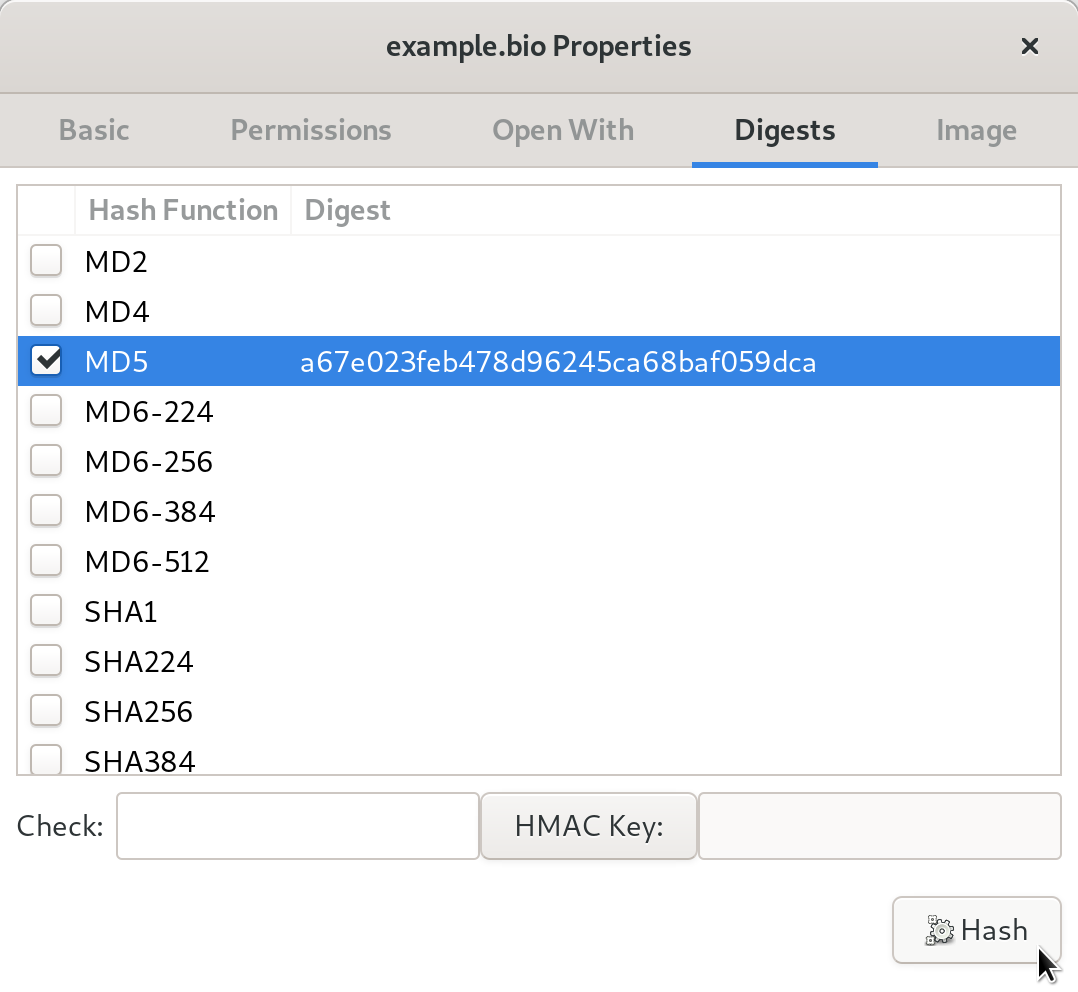 example.bio Properties
Basic Permissions Open With Digests Image
Hash Function Digest
MD2
MD4
MD5 a67e023feb478d96245ca68baf059dca
MD6-224
MD6-256
MD6-384
MD6-512
SHA1
SHA224
SHA256
SHA384
Check: HMAC Key:
Hash